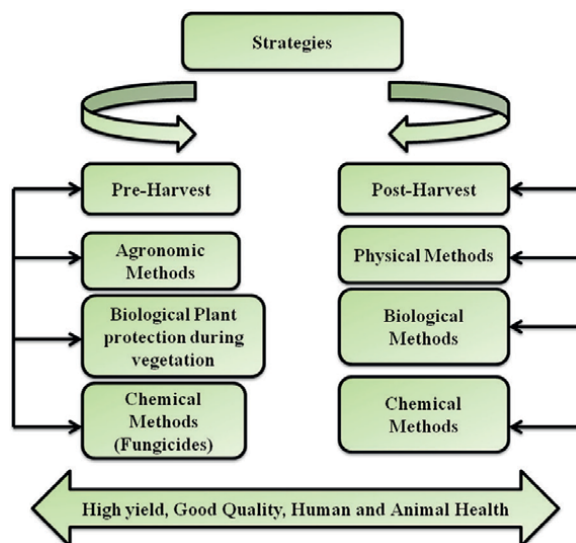 Strategies
Pre-Harvest
Agronomic
Methods
Biological Plant
protection during
vegetation
Chemical
Methods
(Fungicides)
Post-Harvest
Physical Methods
Biological
Methods
Chemical
Methods
High yield, Good Quality, Human and Animal Health